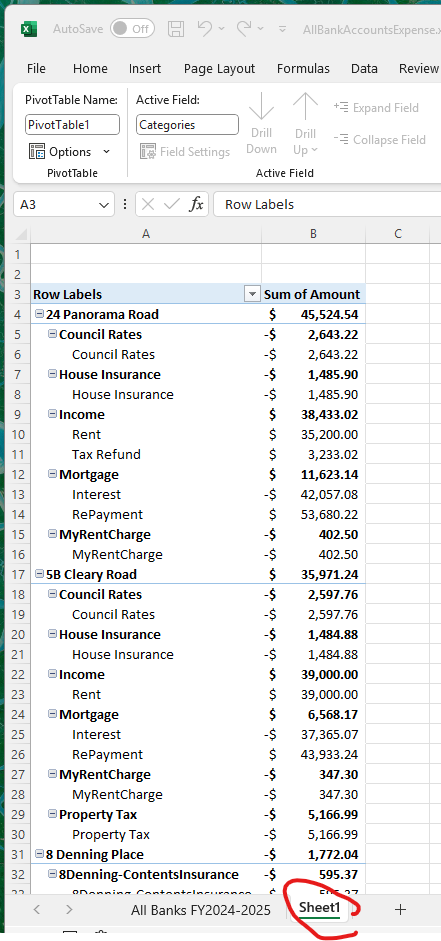 AutoSave Off AllBankAccountsExpense.x
File Home Insert Page Layout Formulas Data Review
PivotTable Name: Active Field:
PivotTable1 Categories Drill Down Drill Up Expand Field
Options Field Settings Collapse Field
PivotTable Active Field
A3 fx Row Labels
A B C
1
2
3 Row Labels Sum of Amount
4 24 Panorama Road $ 45,524.54
5 Council Rates -$ 2,643.22
6 Council Rates -$ 2,643.22
7 House Insurance -$ 1,485.90
8 House Insurance -$ 1,485.90
9 Income $ 38,433.02
10 Rent $ 35,200.00
11 Tax Refund $ 3,233.02
12 Mortgage $ 11,623.14
13 Interest -$ 42,057.08
14 RePayment $ 53,680.22
15 MyRentCharge -$ 402.50
16 MyRentCharge -$ 402.50
17 5B Cleary Road $ 35,971.24
18 Council Rates -$ 2,597.76
19 Council Rates -$ 2,597.76
20 House Insurance -$ 1,484.88
21 House Insurance -$ 1,484.88
22 Income $ 39,000.00
23 Rent $ 39,000.00
24 Mortgage $ 6,568.17
25 Interest -$ 37,365.07
26 RePayment $ 43,933.24
27 MyRentCharge -$ 347.30
28 MyRentCharge -$ 347.30
29 Property Tax -$ 5,166.99
30 Property Tax -$ 5,166.99
31 8 Denning Place -$ 1,772.04
32 8Denning-ContentsInsurance -$ 595.37
All Banks FY2024-2025 Sheet1